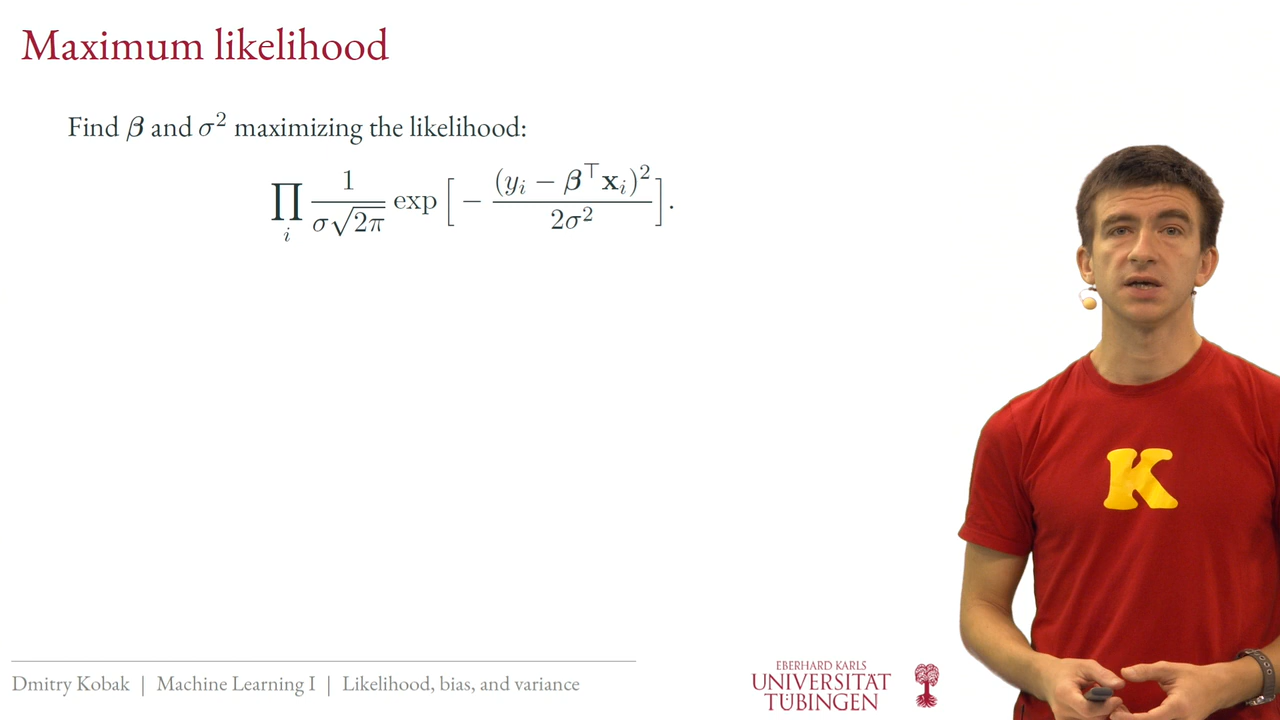 Maximum likelihood
Find β and σ² maximizing the likelihood:
∏ᵢ 1/(σ√2π) exp [ − (yᵢ − β⊤xᵢ)² / 2σ² ].
K
Dmitry Kobak | Machine Learning I | Likelihood, bias, and variance
EBERHARD KARLS
UNIVERSITÄT
TÜBINGEN